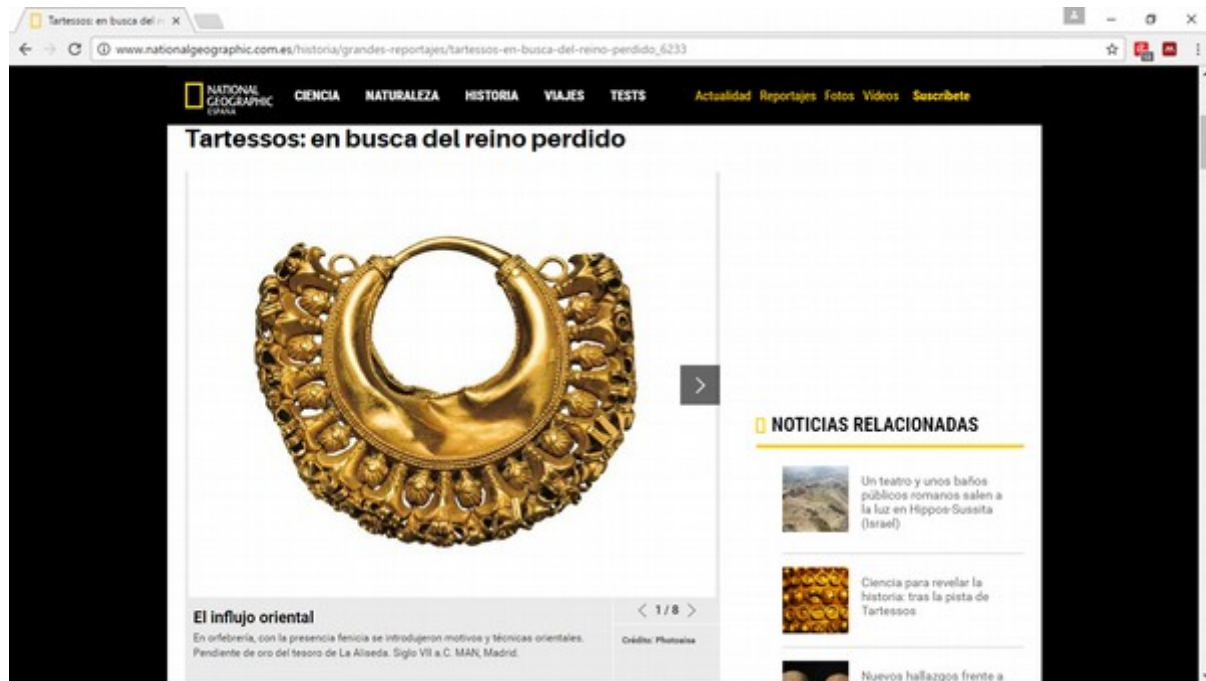 Tartessos: en busca del r
www.nationalgeographic.com.es/historia/grandes-reportajes/tartessos-en-busca-del-reino-perdido_6233
NATIONAL
GEOGRAPHIC
ESPAÑA
CIENCIA NATURALEZA HISTORIA VIAJES TESTS Actualidad Reportajes Fotos Vídeos Suscríbete
Tartessos: en busca del reino perdido
NOTICIAS RELACIONADAS
Un teatro y unos baños
públicos romanos salen a
la luz en Hippos-Sussita
(Israel)
Ciencia para revelar la
historia: tras la pista de
Tartessos
Nuevos hallazgos frente a
El influjo oriental
< 1/8 >
En orfebrería, con la presencia fenicia se introdujeron motivos y técnicas orientales.
Pendiente de oro del tesoro de La Aliseda. Siglo VII a.C. MAN, Madrid.
Crédito: Photoaisa